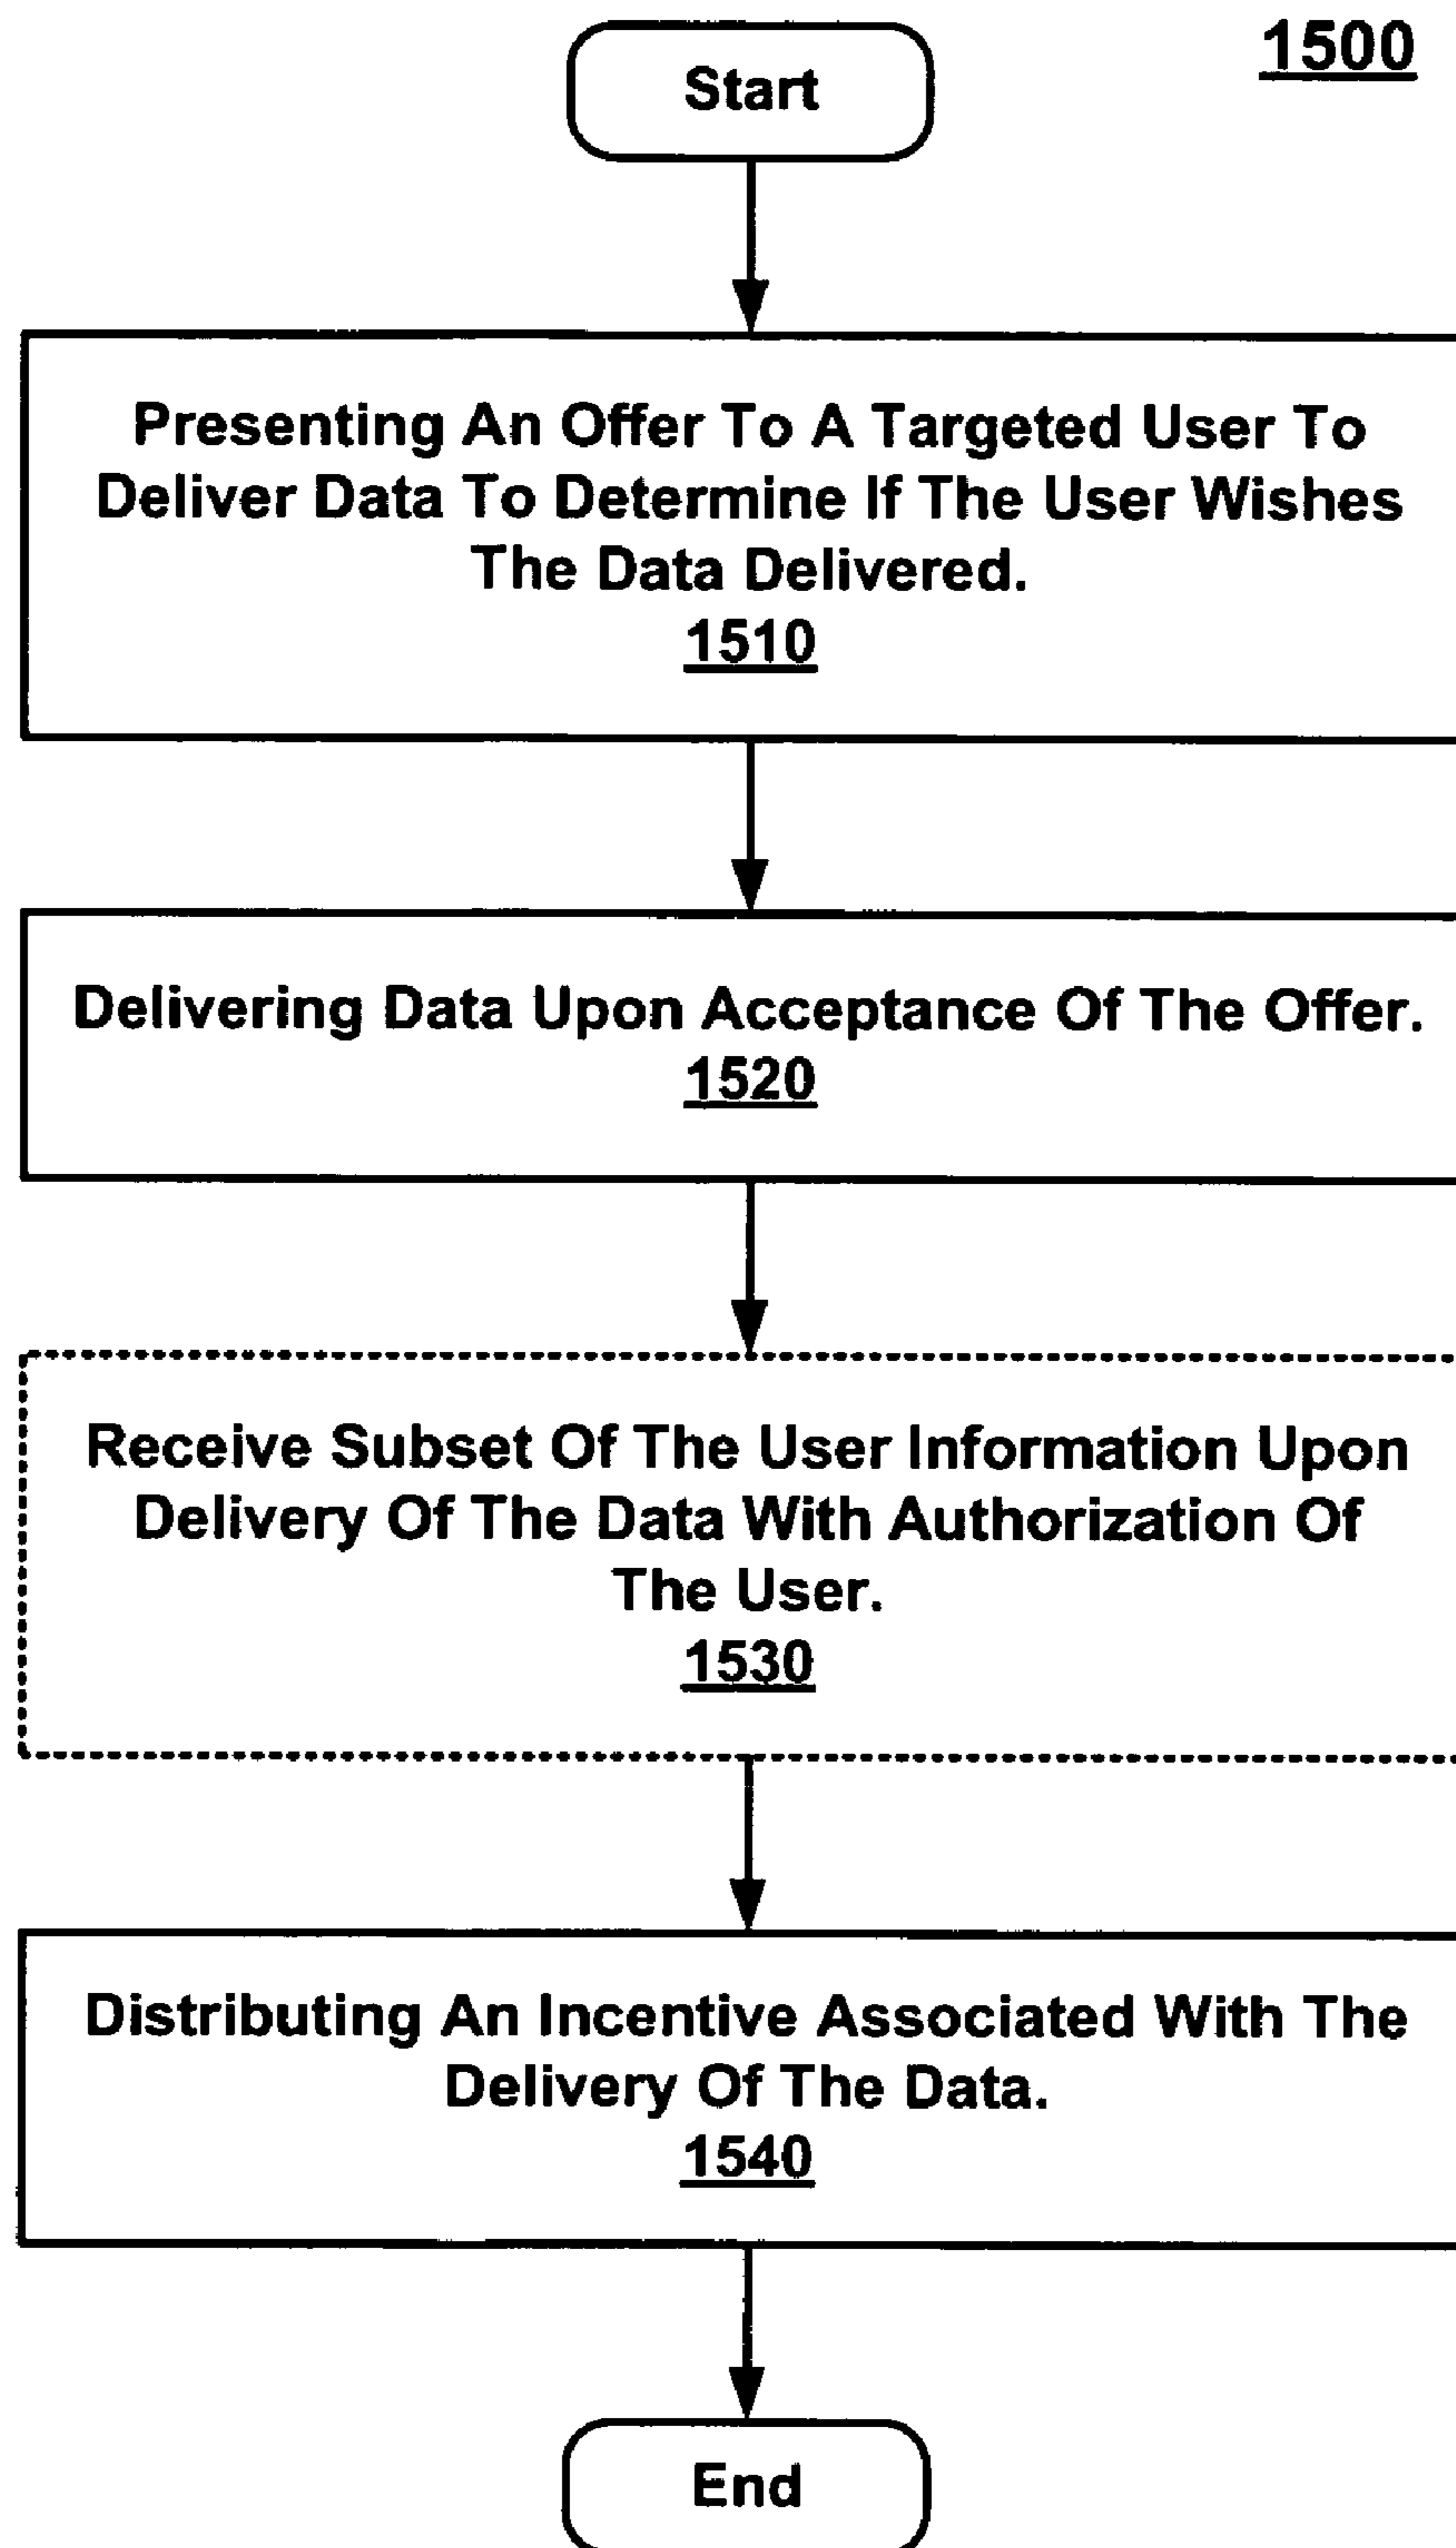 1500
Start
Presenting An Offer To A Targeted User To
Deliver Data To Determine If The User Wishes
The Data Delivered.
1510
Delivering Data Upon Acceptance Of The Offer.
1520
Receive Subset Of The User Information Upon
Delivery Of The Data With Authorization Of
The User.
1530
Distributing An Incentive Associated With The
Delivery Of The Data.
1540
End